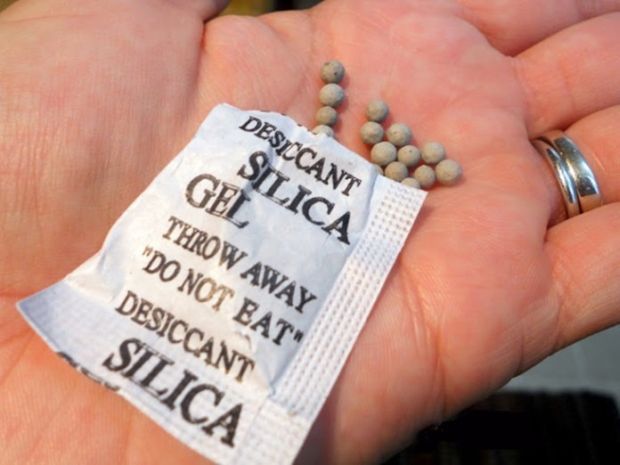 DESICCANT
SILICA
GEL
THROW AWAY
"DO NOT EAT"
DESICCANT
SILICA